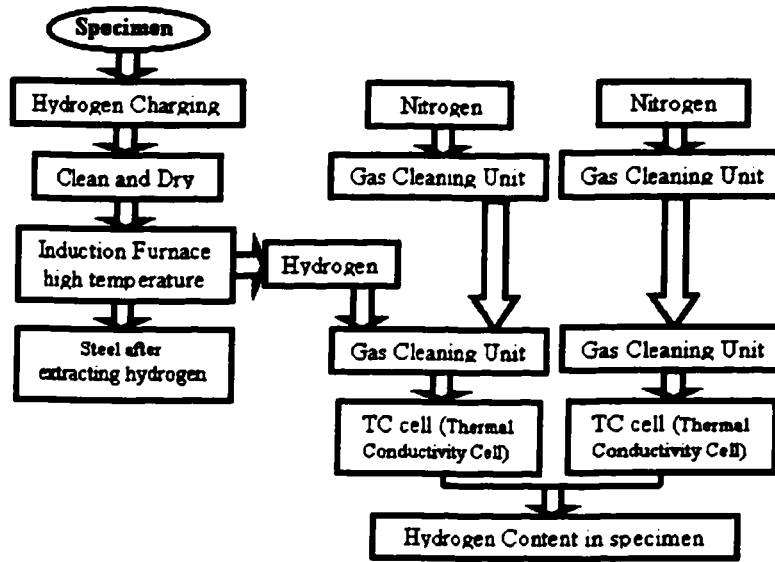 Specimen
Hydrogen Charging
Clean and Dry
Induction Furnace
high temperature
Steel after
extracting hydrogen
Hydrogen
Nitrogen
Gas Cleaning Unit
Gas Cleaning Unit
TC cell (Thermal
Conductivity Cell)
Nitrogen
Gas Cleaning Unit
Gas Cleaning Unit
TC cell (Thermal
Conductivity Cell)
Hydrogen Content in specimen